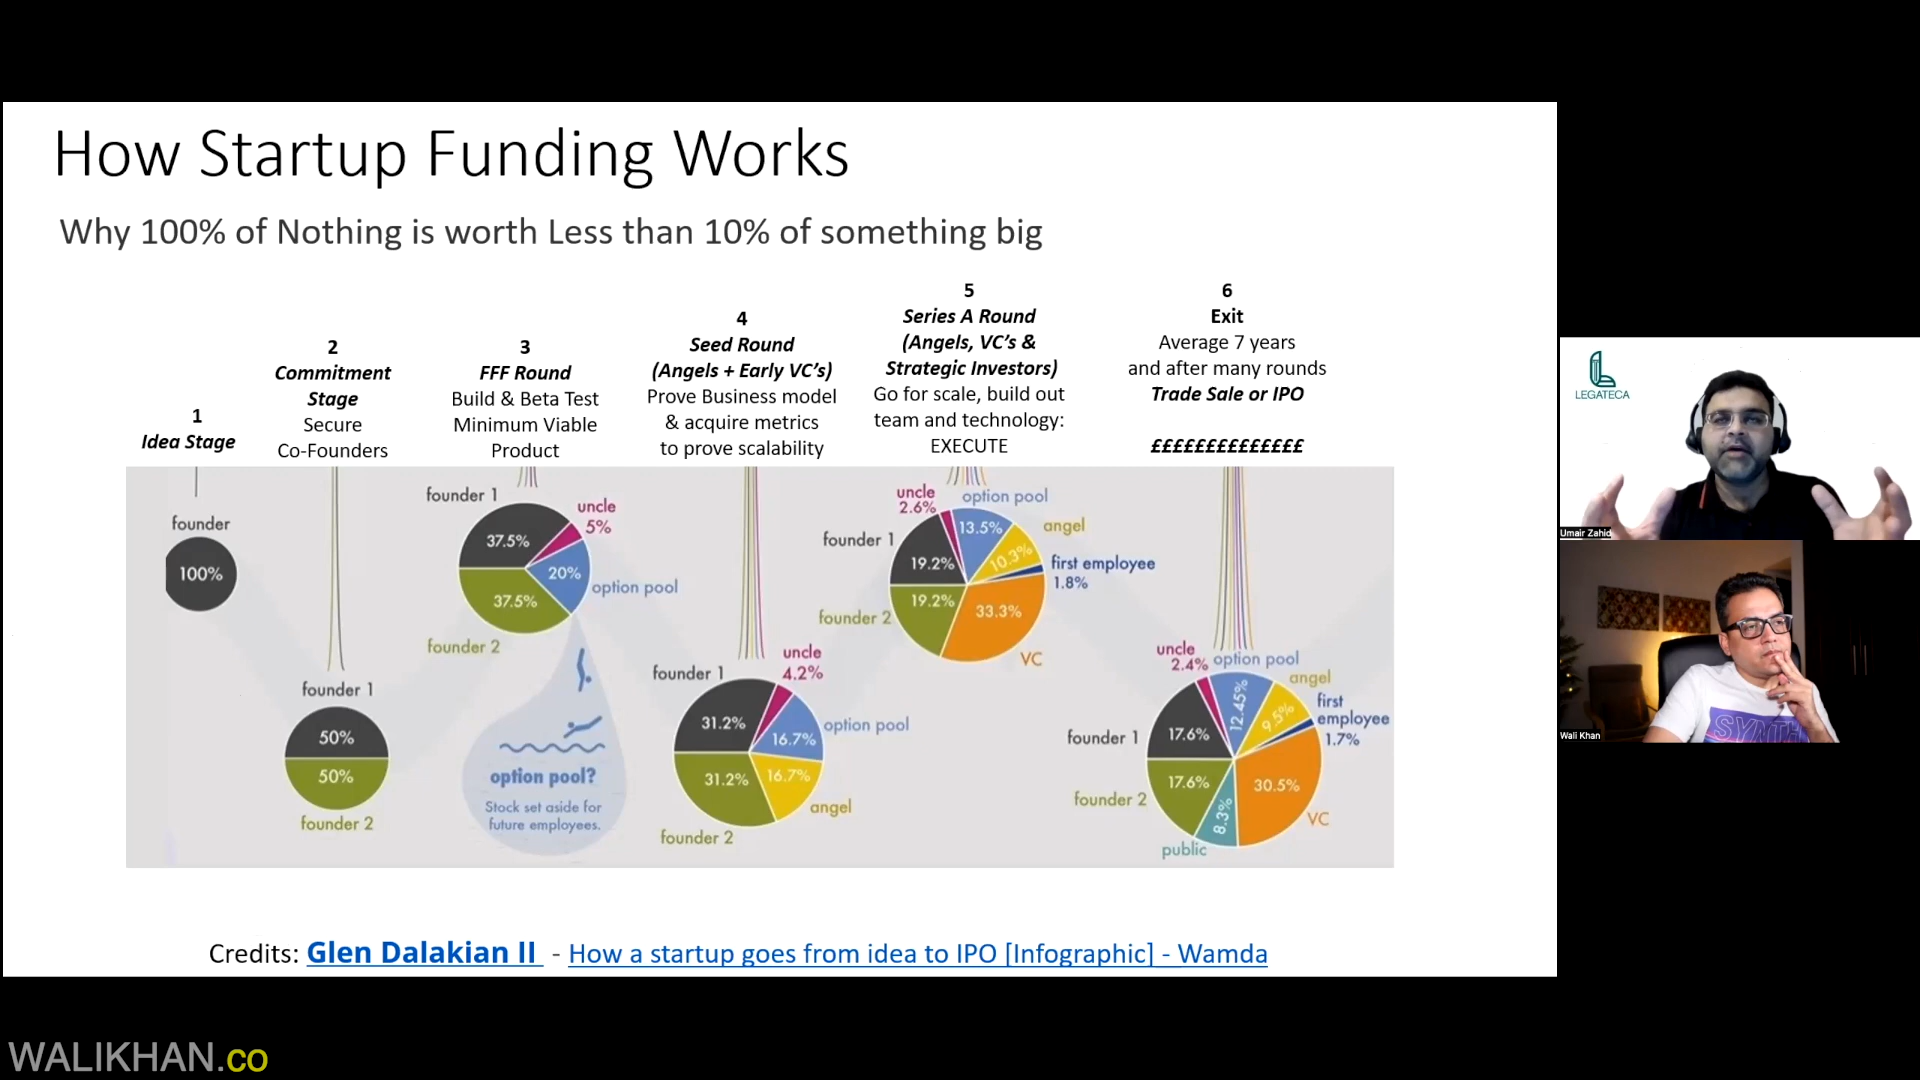 How Startup Funding Works
Why 100% of Nothing is worth Less than 10% of something big
1
Idea Stage
2
Commitment
Stage
Secure
Co-Founders
3
FFF Round
Build & Beta Test
Minimum Viable
Product
4
Seed Round
(Angels + Early VC's)
Prove Business model
& acquire metrics
to prove scalability
5
Series A Round
(Angels, VC's &
Strategic Investors)
Go for scale, build out
team and technology:
EXECUTE
6
Exit
Average 7 years
and after many rounds
Trade Sale or IPO
££££££££££££££
founder
100%
founder 1
50%
50%
founder 2
founder 1
uncle
5%
37.5%
20%
option pool
37.5%
founder 2
option pool?
Stock set aside for
future employees.
founder 1
uncle
4.2%
31.2%
option pool
16.7%
31.2%
16.7%
angel
founder 2
uncle
2.6%
option pool
13.5%
angel
founder 1
10.3%
19.2%
first employee
1.8%
19.2%
33.3%
founder 2
VC
uncle
2.4%
option pool
angel
12.45%
9.5%
first
employee
1.7%
founder 1
17.6%
17.6%
30.5%
founder 2
8.3%
VC
public
Credits: Glen Dalakian II - How a startup goes from idea to IPO [Infographic] - Wamda
LEGATECA
Umair Zahid
SYNTH
Wali Khan
WALIKHAN.CO